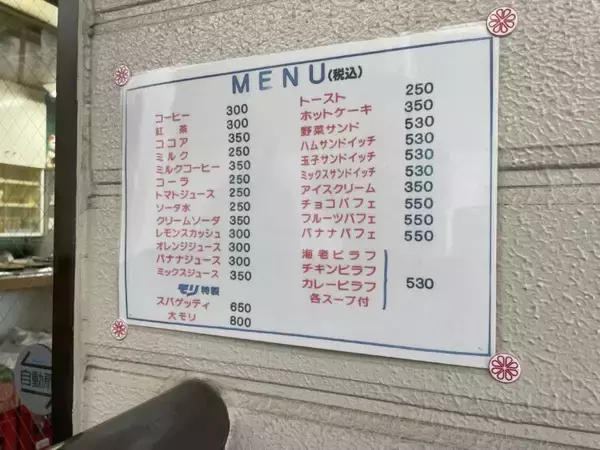 MENU(税込)
コーヒー 300
紅茶 300
ココア 350
ミルク 250
ミルクコーヒー 350
コーラ 250
トマトジュース 250
ソーダ水 250
クリームソーダ 350
レモンスカッシュ 300
オレンジジュース 300
バナナジュース 300
ミックスジュース 350
モリ特製
スパゲッティ 650
大モリ 800
トースト 250
ホットケーキ 350
野菜サンド 530
ハムサンドイッチ 530
玉子サンドイッチ 530
ミックスサンドイッチ 530
アイスクリーム 350
チョコパフェ 550
フルーツパフェ 550
バナナパフェ 550
海老ピラフ
チキンピラフ
カレーピラフ 530
各スープ付
自動